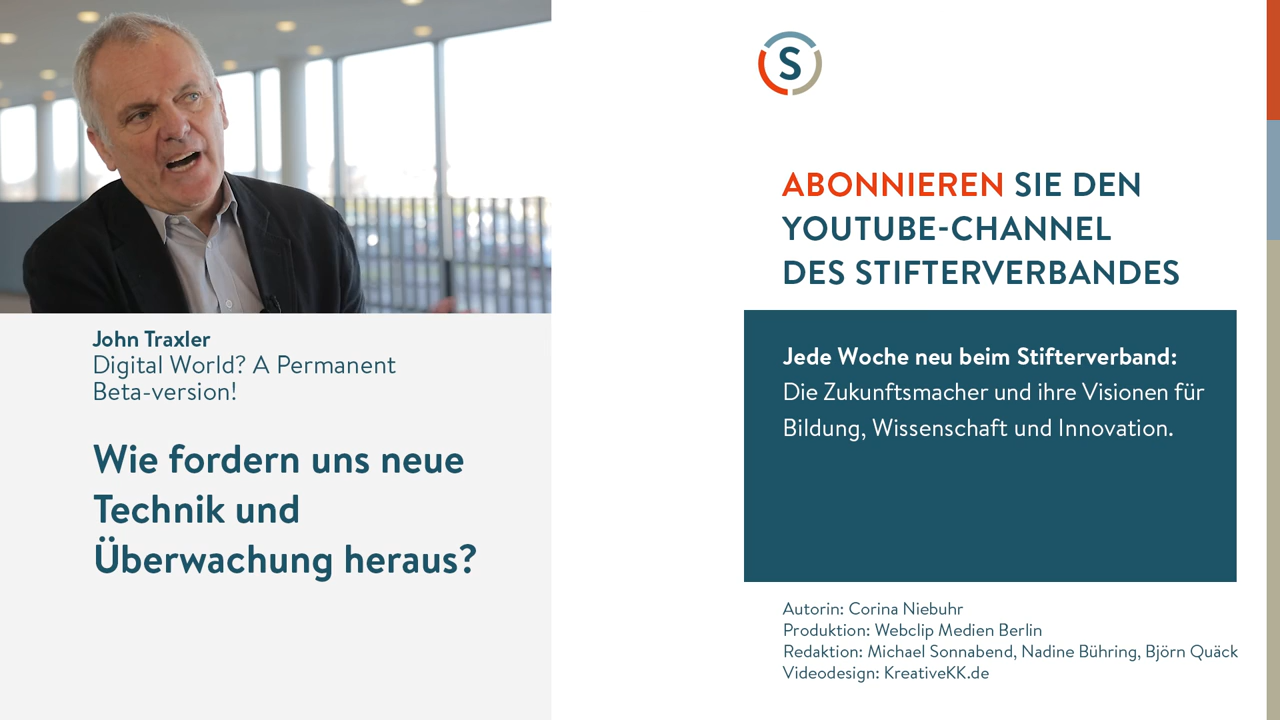 John Traxler
Digital World? A Permanent
Beta-version!
Wie fordern uns neue
Technik und
Überwachung heraus?
S
ABONNIEREN SIE DEN
YOUTUBE-CHANNEL
DES STIFTERVERBANDES
Jede Woche neu beim Stifterverband:
Die Zukunftsmacher und ihre Visionen für
Bildung, Wissenschaft und Innovation.
Autorin: Corina Niebuhr
Produktion: Webclip Medien Berlin
Redaktion: Michael Sonnabend, Nadine Bühring, Björn Quäck
Videodesign: KreativeKK.de